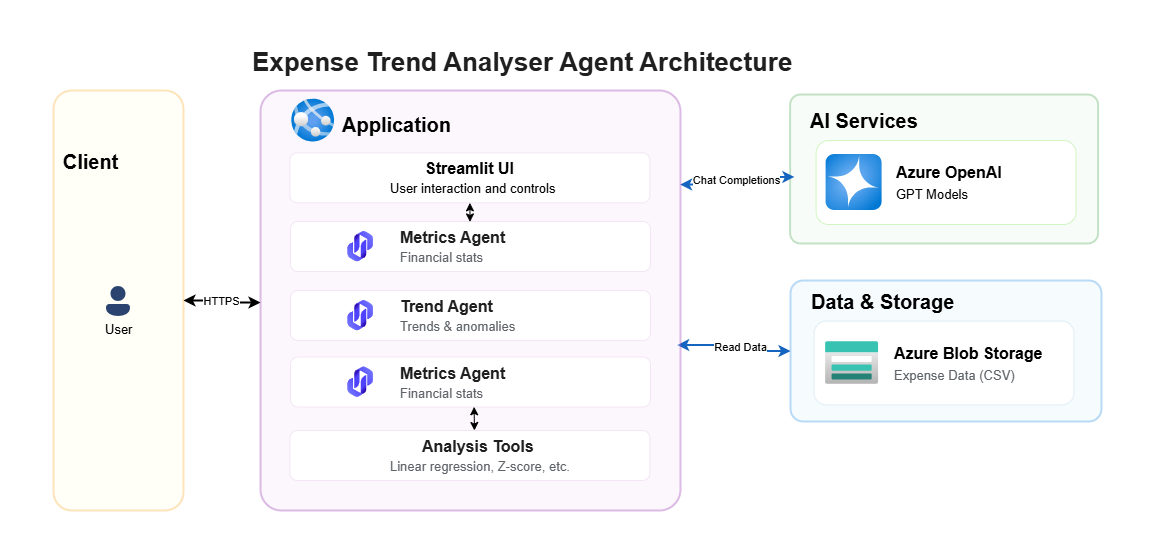 Expense Trend Analyser Agent Architecture
Client
User
HTTPS
Application
Streamlit UI
User interaction and controls
Metrics Agent
Financial stats
Trend Agent
Trends & anomalies
Metrics Agent
Financial stats
Analysis Tools
Linear regression, Z-score, etc.
Chat Completions
Read Data
AI Services
Azure OpenAI
GPT Models
Data & Storage
Azure Blob Storage
Expense Data (CSV)